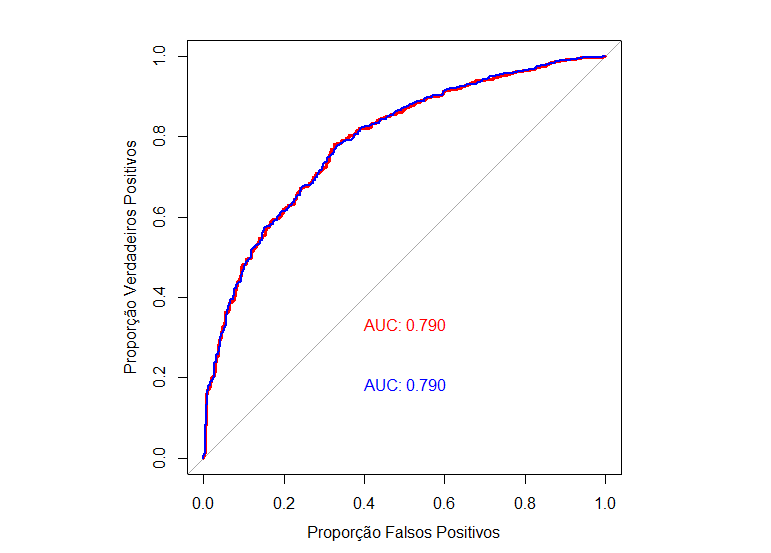 Proporção Verdadeiros Positivos
1.0
0.8
0.6
0.4
0.2
0.0
AUC: 0.790
AUC: 0.790
0.0 0.2 0.4 0.6 0.8 1.0
Proporção Falsos Positivos